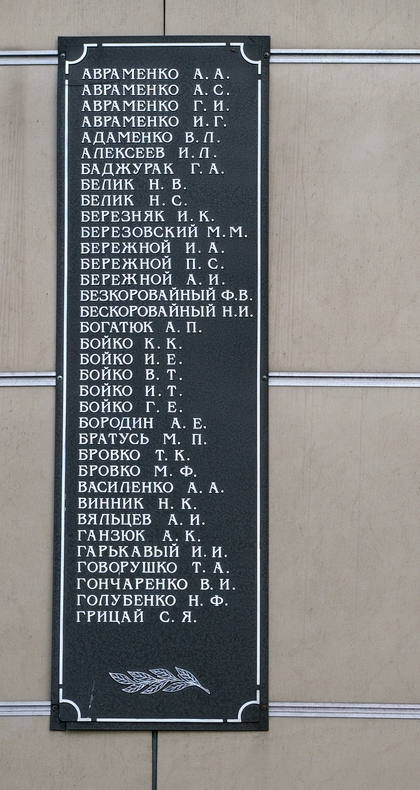 АВРАМЕНКО А. А.
АВРАМЕНКО А. С.
АВРАМЕНКО Г. И.
АВРАМЕНКО И. Г.
АДАМЕНКО В. Л.
АЛЕКСЕЕВ И. Л.
БАДЖУРАК Г. А.
БЕЛИК Н. В.
БЕЛИК Н. С.
БЕРЕЗНЯК И. К.
БЕРЕЗОВСКИЙ М. М.
БЕРЕЖНОЙ И. А.
БЕРЕЖНОЙ П. С.
БЕРЕЖНОЙ А. И.
БЕЗКОРОВАЙНЫЙ Ф. В.
БЕСКОРОВАЙНЫЙ Н. И.
БОГАТЮК А. П.
БОЙКО К. К.
БОЙКО И. Е.
БОЙКО В. Т.
БОЙКО И. Т.
БОЙКО Г. Е.
БОРОДИН А. Е.
БРАТУСЬ М. П.
БРОВКО Т. К.
БРОВКО М. Ф.
ВАСИЛЕНКО А. А.
ВИННИК Н. К.
ВЯЛЬЦЕВ А. И.
ГАНЗЮК А. К.
ГАРЬКАВЫЙ И. И.
ГОВОРУШКО Т. А.
ГОНЧАРЕНКО В. И.
ГОЛУБЕНКО Н. Ф.
ГРИЦАЙ С. Я.